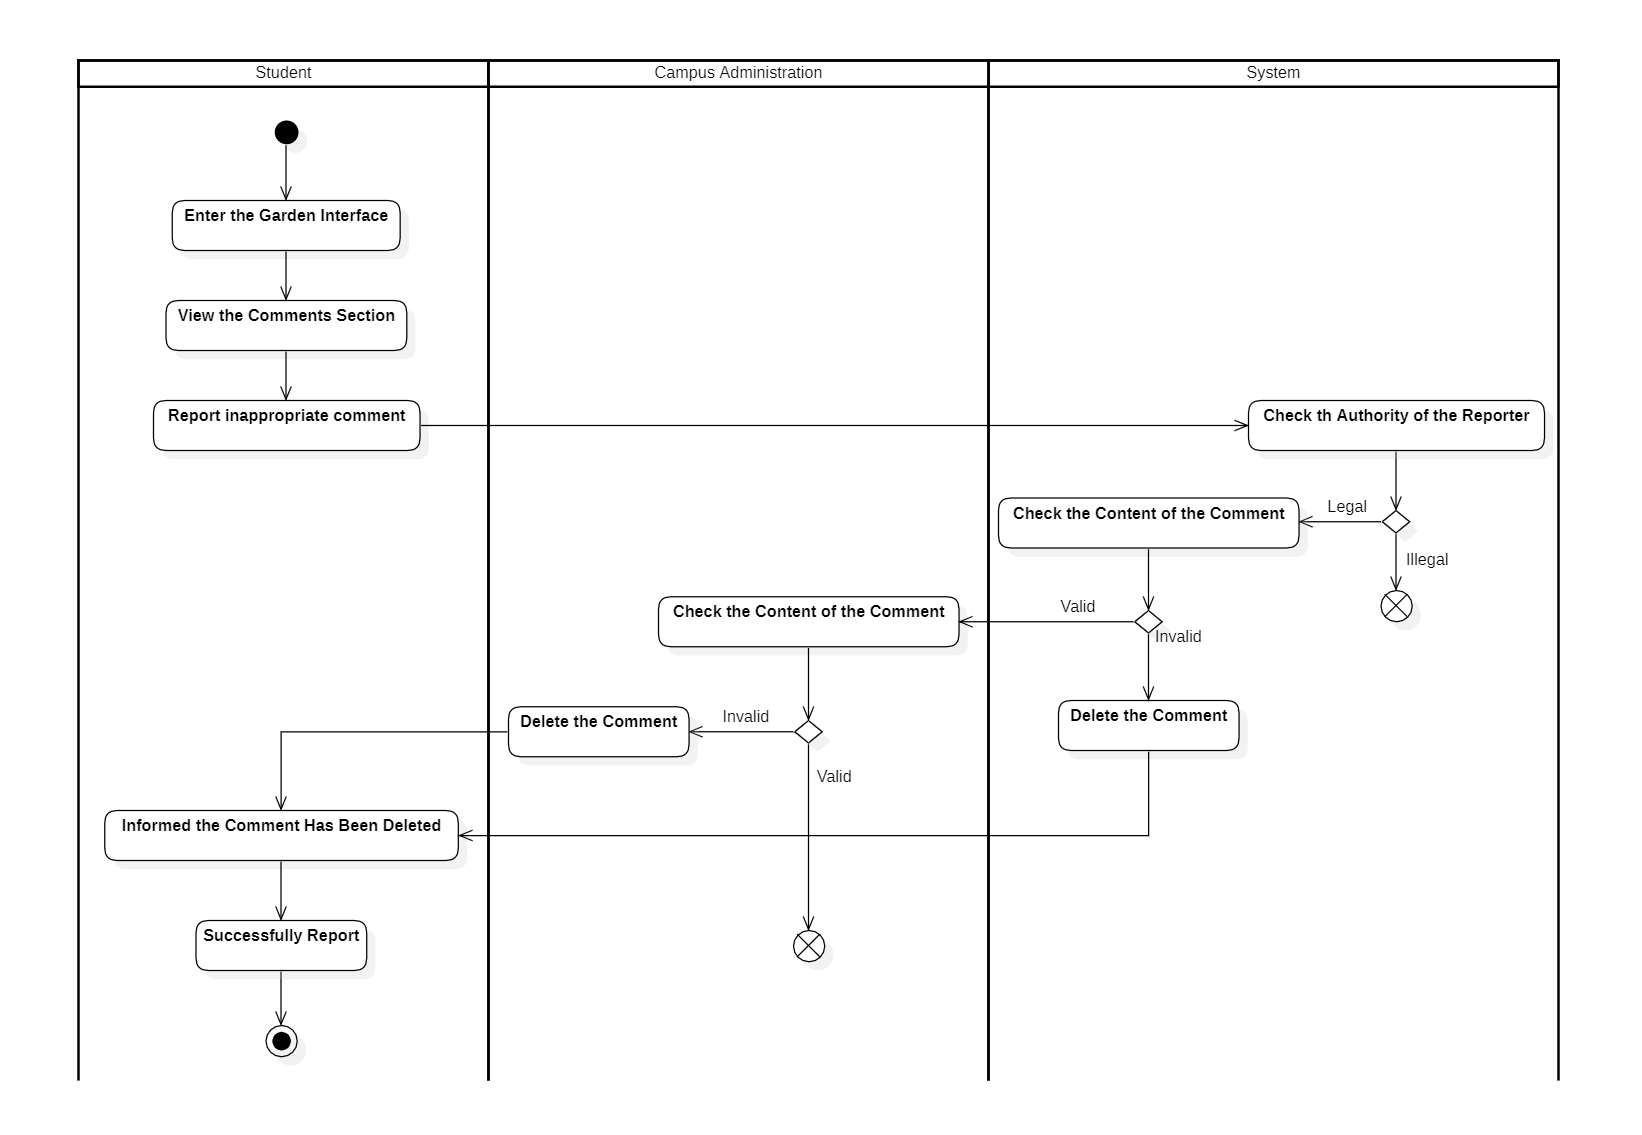 Student
Campus Administration
System
Enter the Garden Interface
View the Comments Section
Report inappropriate comment
Check th Authority of the Reporter
Legal
Check the Content of the Comment
Illegal
Valid
Check the Content of the Comment
Invalid
Delete the Comment
Invalid
Delete the Comment
Valid
Informed the Comment Has Been Deleted
Successfully Report